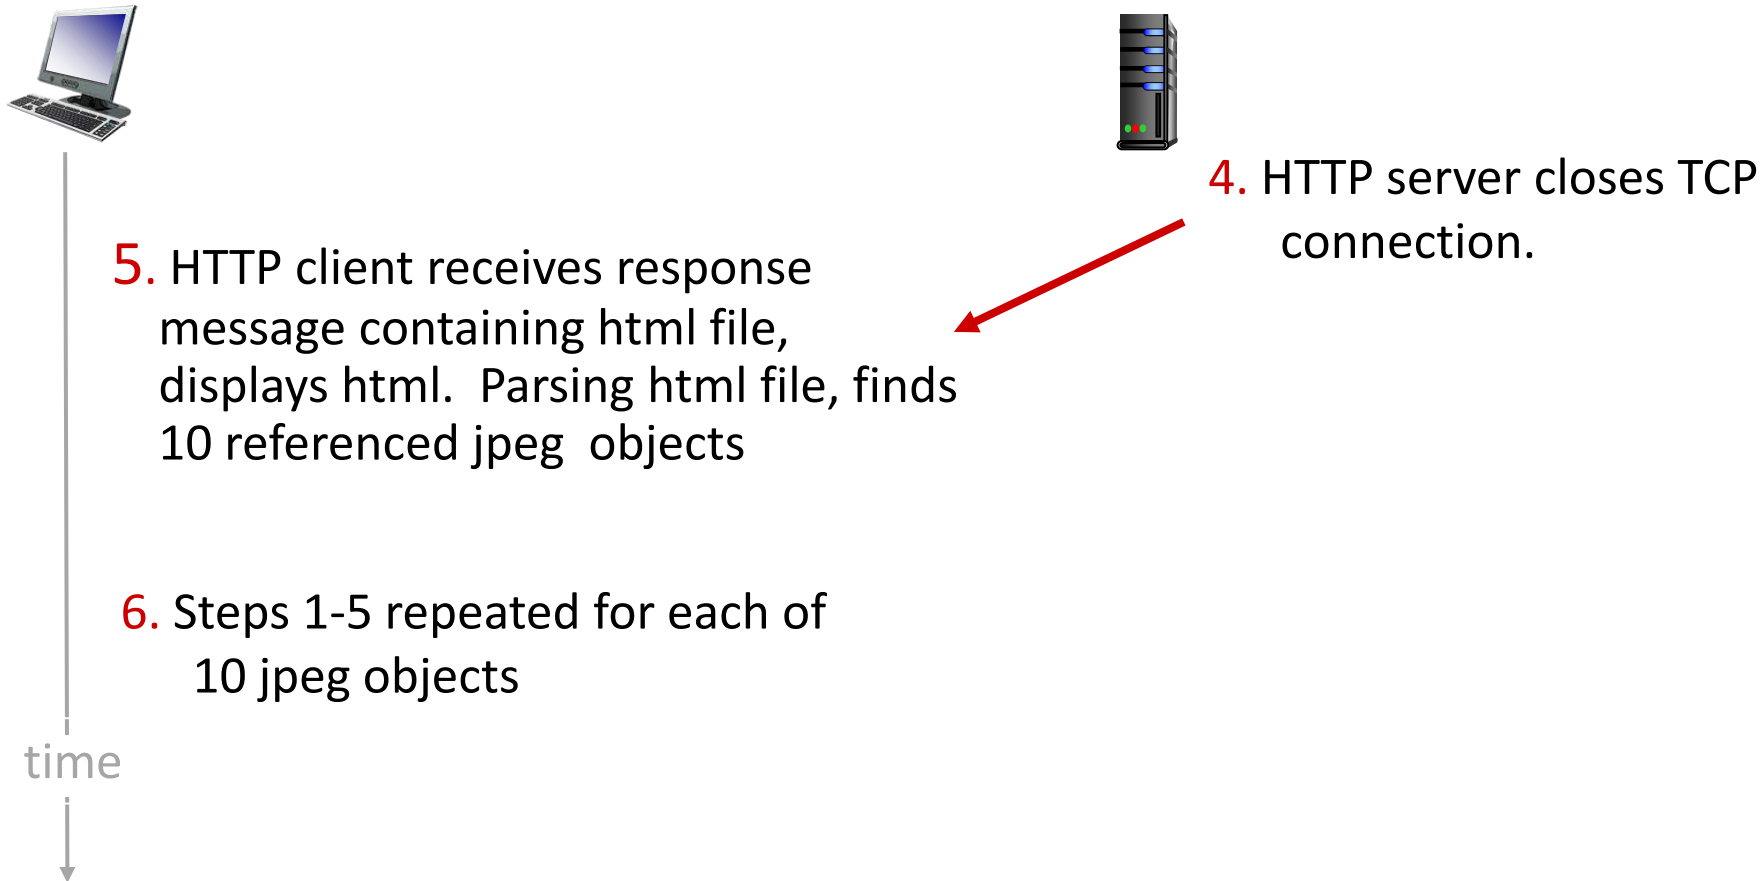 4. HTTP server closes TCP
connection.
5. HTTP client receives response
message containing html file,
displays html.  Parsing html file, finds
10 referenced jpeg  objects
6. Steps 1-5 repeated for each of
10 jpeg objects
time